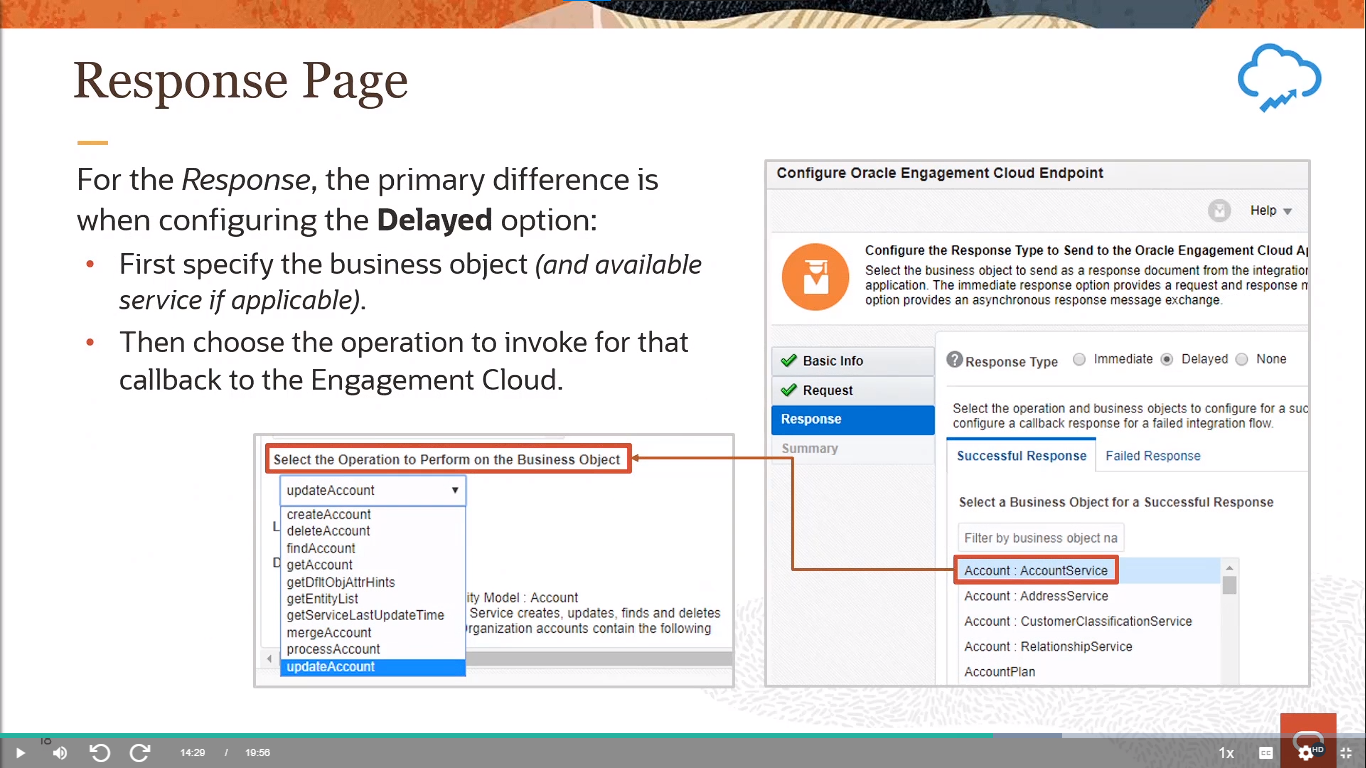 Response Page
For the Response, the primary difference is
when configuring the Delayed option:
• First specify the business object (and available
service if applicable).
• Then choose the operation to invoke for that
callback to the Engagement Cloud.
Select the Operation to Perform on the Business Object
updateAccount
createAccount
deleteAccount
findAccount
getAccount
getDfltObjAttrHints
getEntityList
getServiceLastUpdateTime
mergeAccount
processAccount
updateAccount
L
D
ity Model : Account
Service creates, updates, finds and deletes
rganization accounts contain the following
Configure Oracle Engagement Cloud Endpoint
Help
Configure the Response Type to Send to the Oracle Engagement Cloud Ap
Select the business object to send as a response document from the integration
application. The immediate response option provides a request and response m
option provides an asynchronous response message exchange.
Basic Info
Request
Response
Summary
? Response Type Immediate Delayed None
Select the operation and business objects to configure for a suc
configure a callback response for a failed integration flow.
Successful Response Failed Response
Select a Business Object for a Successful Response
Filter by business object na
Account : AccountService
Account : AddressService
Account : CustomerClassificationService
Account : RelationshipService
AccountPlan
14:29 / 19:56
1x
CC
HD